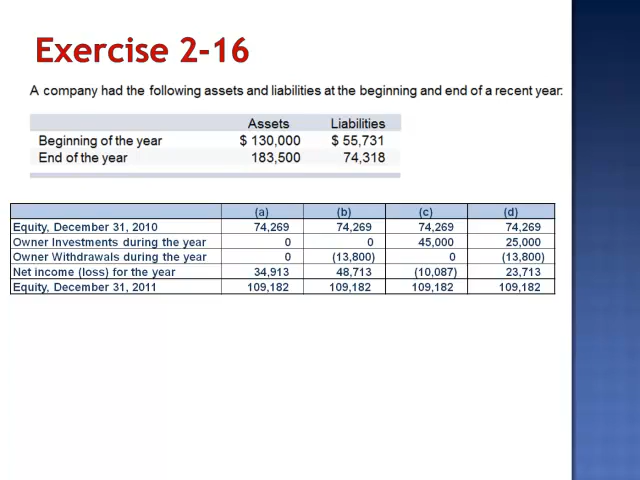 Exercise 2-16
A company had the following assets and liabilities at the beginning and end of a recent year:
Assets Liabilities
Beginning of the year $ 130,000 $ 55,731
End of the year 183,500 74,318
(a) (b) (c) (d)
Equity, December 31, 2010 74,269 74,269 74,269 74,269
Owner Investments during the year 0 0 45,000 25,000
Owner Withdrawals during the year 0 (13,800) 0 (13,800)
Net income (loss) for the year 34,913 48,713 (10,087) 23,713
Equity, December 31, 2011 109,182 109,182 109,182 109,182